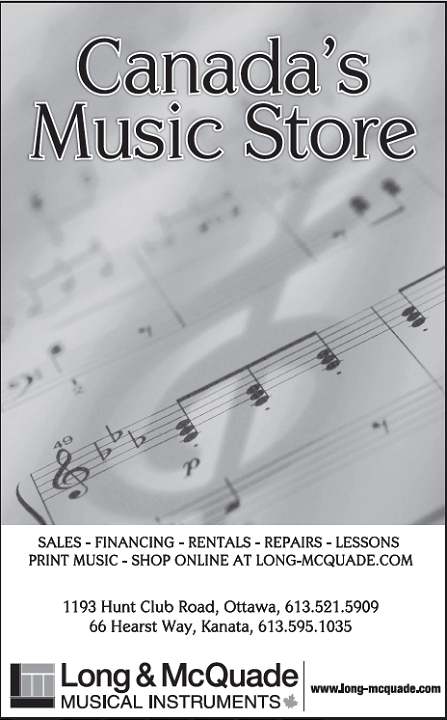 Canada's
Music Store
49
p
SALES - FINANCING - RENTALS - REPAIRS - LESSONS
PRINT MUSIC - SHOP ONLINE AT LONG-MCQUADE.COM
1193 Hunt Club Road, Ottawa, 613.521.5909
66 Hearst Way, Kanata, 613.595.1035
Long & McQuade
MUSICAL INSTRUMENTS
www.long-mcquade.com